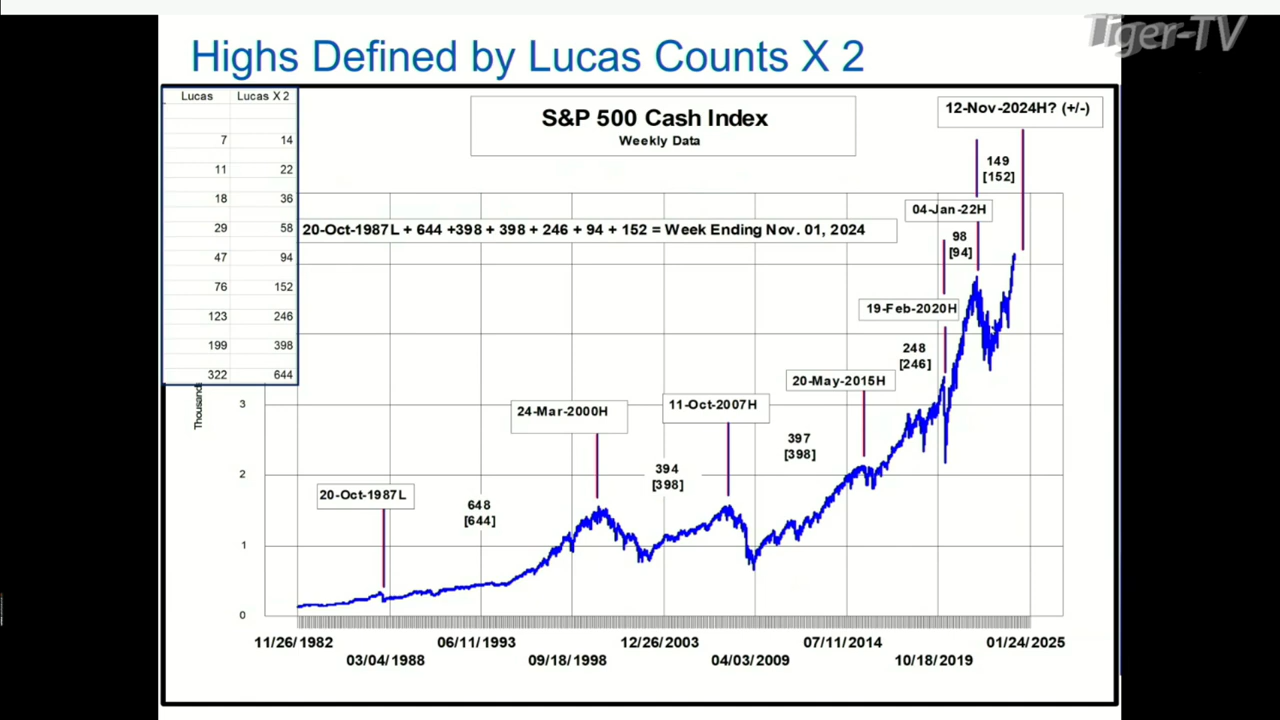 Tiger-TV
Highs Defined by Lucas Counts X 2
Lucas Lucas X 2
7 14
11 22
18 36
29 58
47 94
76 152
123 246
199 398
322 644
S&P 500 Cash Index
Weekly Data
12-Nov-2024H? (+/-)
149
[152]
04-Jan-22H
20-Oct-1987L + 644 +398 + 398 + 246 + 94 + 152 = Week Ending Nov. 01, 2024
98
[94]
19-Feb-2020H
248
[246]
20-May-2015H
24-Mar-2000H
11-Oct-2007H
397
[398]
394
[398]
20-Oct-1987L
648
[644]
3
2
1
0
11/26/1982 06/11/1993 12/26/2003 07/11/2014 01/24/2025
03/04/1988 09/18/1998 04/03/2009 10/18/2019